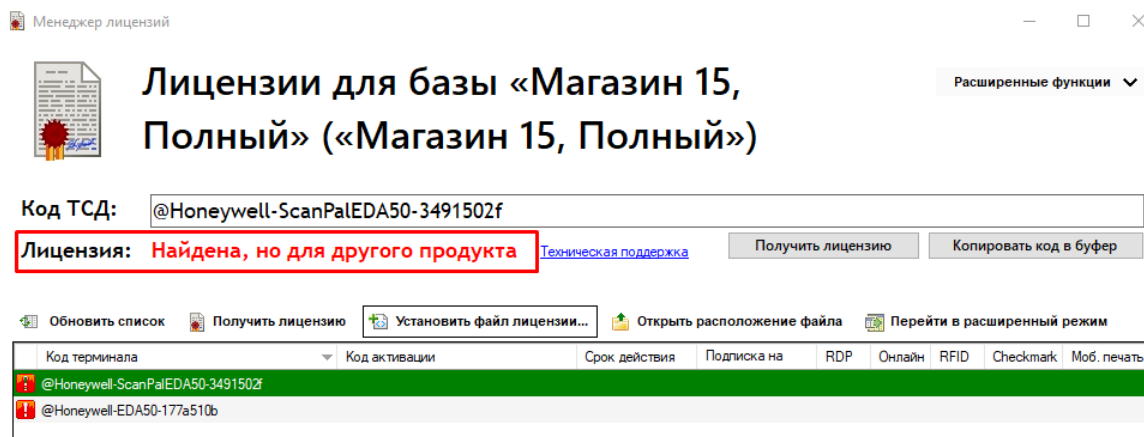 Менеджер лицензий
Лицензии для базы «Магазин 15,
Полный» («Магазин 15, Полный»)
Расширенные функции
Код ТСД: @Honeywell-ScanPalEDA50-3491502f
Лицензия: Найдена, но для другого продукта Техническая поддержка Получить лицензию Копировать код в буфер
Обновить список Получить лицензию Установить файл лицензии... Открыть расположение файла Перейти в расширенный режим
Код терминала Код активации Срок действия Подписка на RDP Онлайн RFID Checkmark Моб. печать
@Honeywell-ScanPalEDA50-3491502f
@Honeywell-EDA50-177a510b